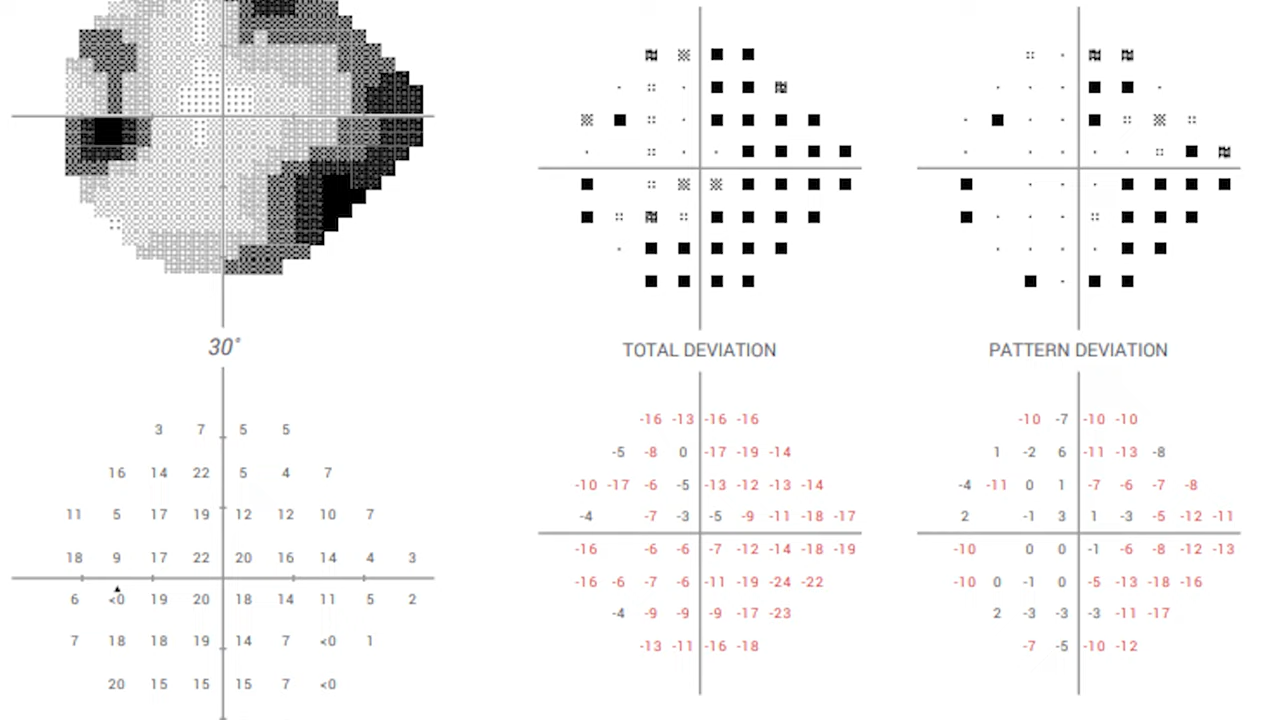 30°
TOTAL DEVIATION
PATTERN DEVIATION
3 7 5 5
16 14 22 5 4 7
11 5 17 19 12 12 10 7
18 9 17 22 20 16 14 4 3
6 <0 19 20 18 14 11 5 2
7 18 18 19 14 7 <0 1
20 15 15 15 7 <0
-16 -13 -16 -16
-5 -8 0 -17 -19 -14
-10 -17 -6 -5 -13 -12 -13 -14
-4 -7 -3 -5 -9 -11 -18 -17
-16 -6 -6 -7 -12 -14 -18 -19
-16 -6 -7 -6 -11 -19 -24 -22
-4 -9 -9 -9 -17 -23
-13 -11 -16 -18
-10 -7 -10 -10
1 -2 6 -11 -13 -8
-4 -11 0 1 -7 -6 -7 -8
2 -1 3 1 -3 -5 -12 -11
-10 0 0 -1 -6 -8 -12 -13
-10 0 -1 0 -5 -13 -18 -16
2 -3 -3 -3 -11 -17
-7 -5 -10 -12